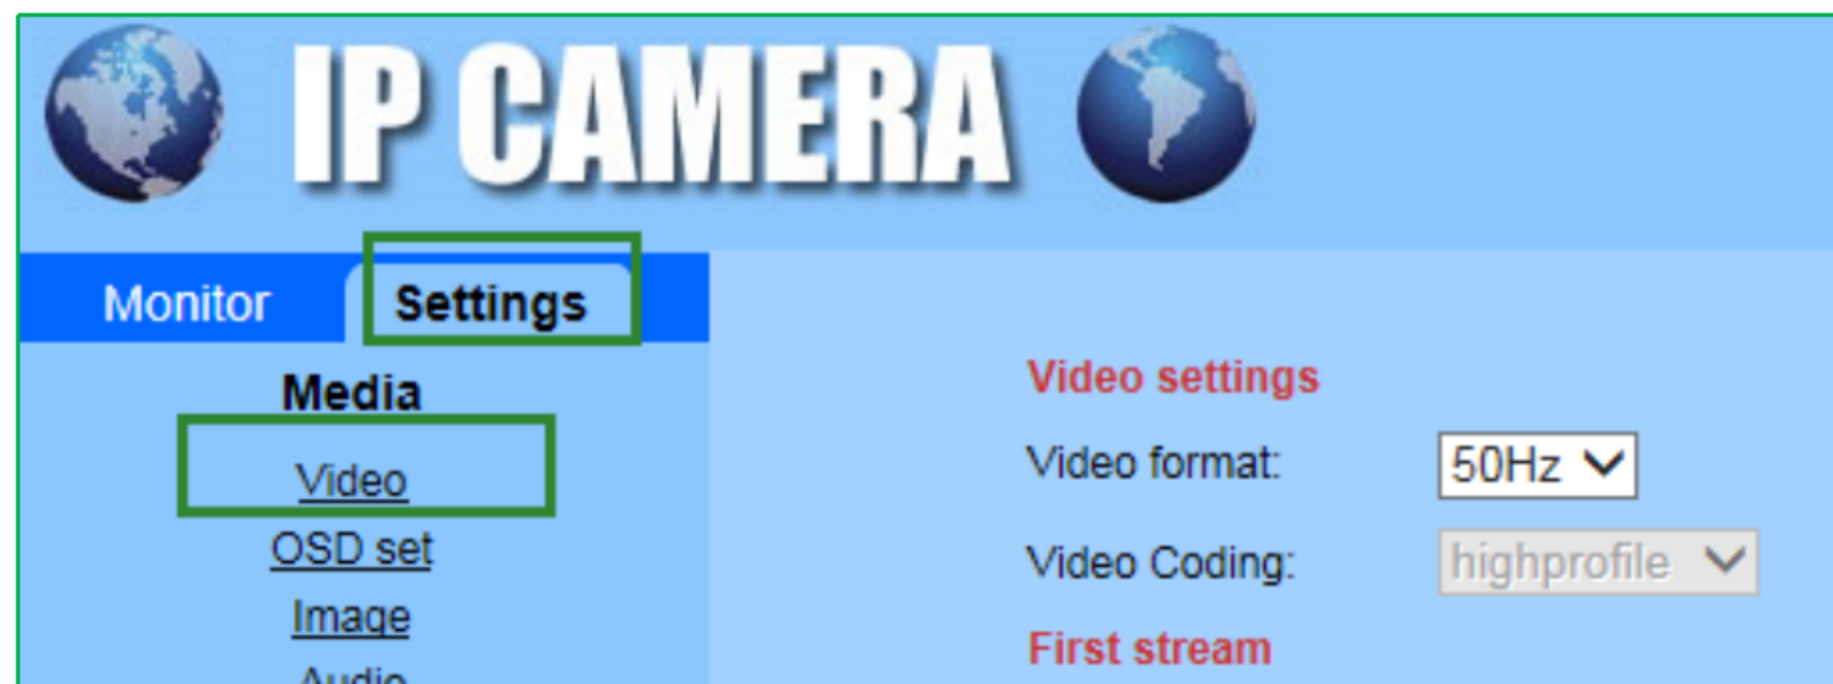 IP CAMERA
Monitor
Settings
Media
Video
OSD set
Image
Audio
Video settings
Video format: 50Hz
Video Coding: highprofile
First stream